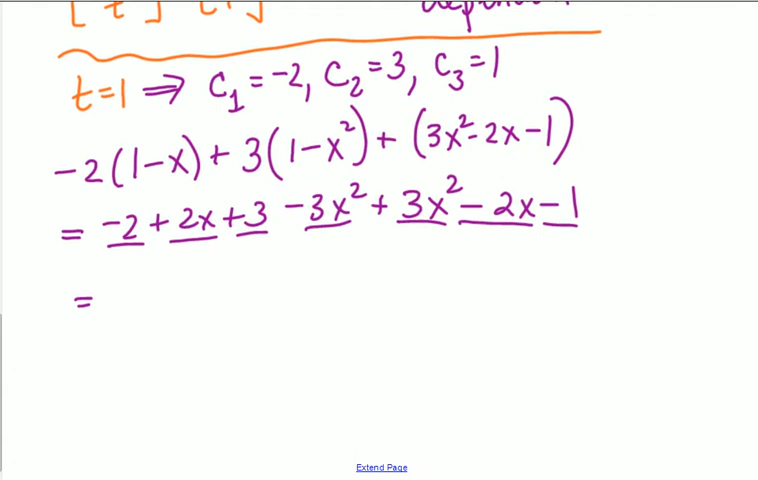 [ t ] [ 1 ]
t=1 ⇒ C₁=-2, C₂=3, C₃=1
-2(1-x)+3(1-x²)+(3x²-2x-1)
= -2+2x+3-3x²+3x²-2x-1
=
Extend Page